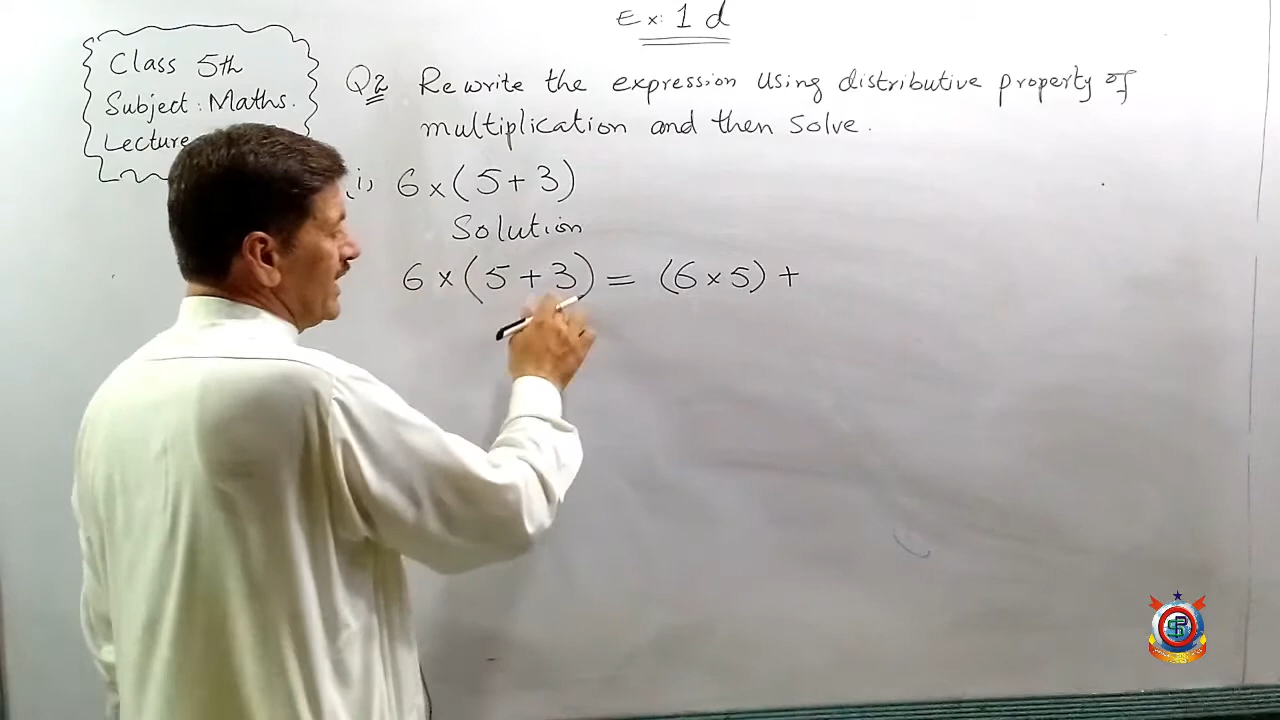 Ex: 1 d
Class 5th
Subject: Maths.
Lecture
Q2 Rewrite the expression using distributive property of
multiplication and then solve.
(i) 6 × (5 + 3)
Solution
6 × (5 + 3) = (6 × 5) +